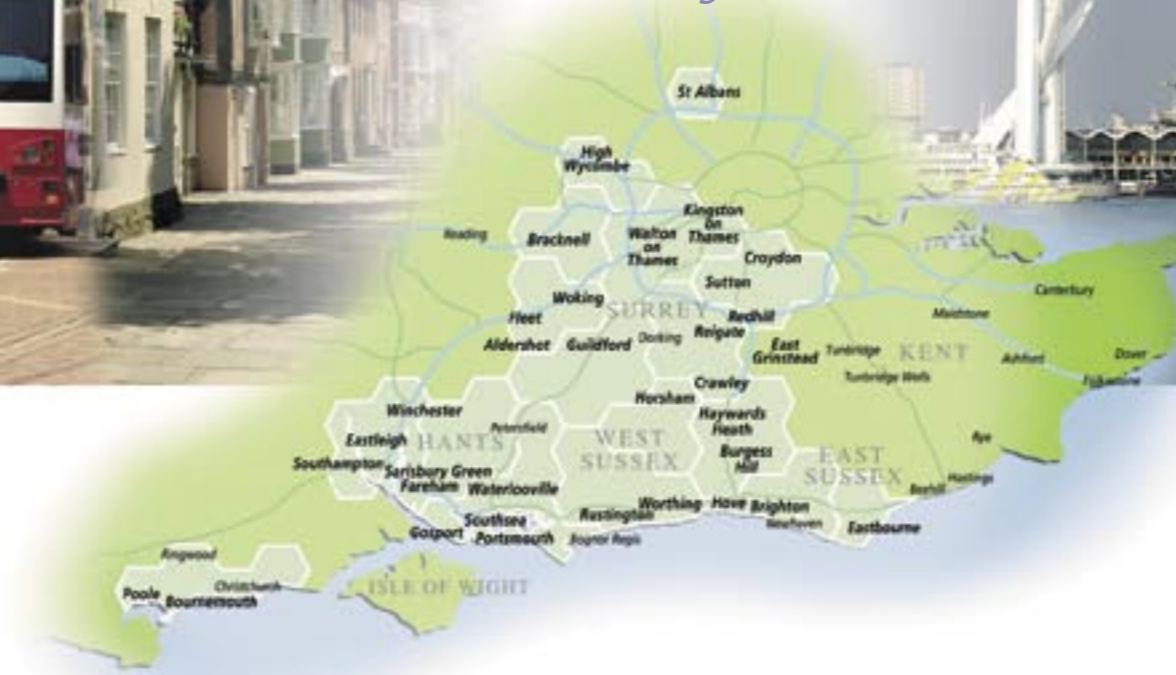 St Albans
High
Wycombe
Kingston
on
Thames
Reading
Bracknell
Walton
on
Thames
Croydon
Sutton
Canterbury
Woking
SURREY
Fleet
Redhill
Maidstone
Reigate
Dorking
Aldershot
Guildford
East
Grinstead
Tunbridge
KENT
Ashford
Dover
Tunbridge Wells
Folkestone
Crawley
Horsham
Winchester
Haywards
Heath
Petersfield
Eastleigh
HANTS
WEST
SUSSEX
Rye
Burgess
Hill
EAST
SUSSEX
Southampton
Sarisbury Green
Fareham
Waterlooville
Hastings
Bexhill
Worthing
Hove
Brighton
Rustington
Southsea
Newhaven
Eastbourne
Gosport
Portsmouth
Bognor Regis
Ringwood
Christchurch
ISLE OF WIGHT
Poole
Bournemouth